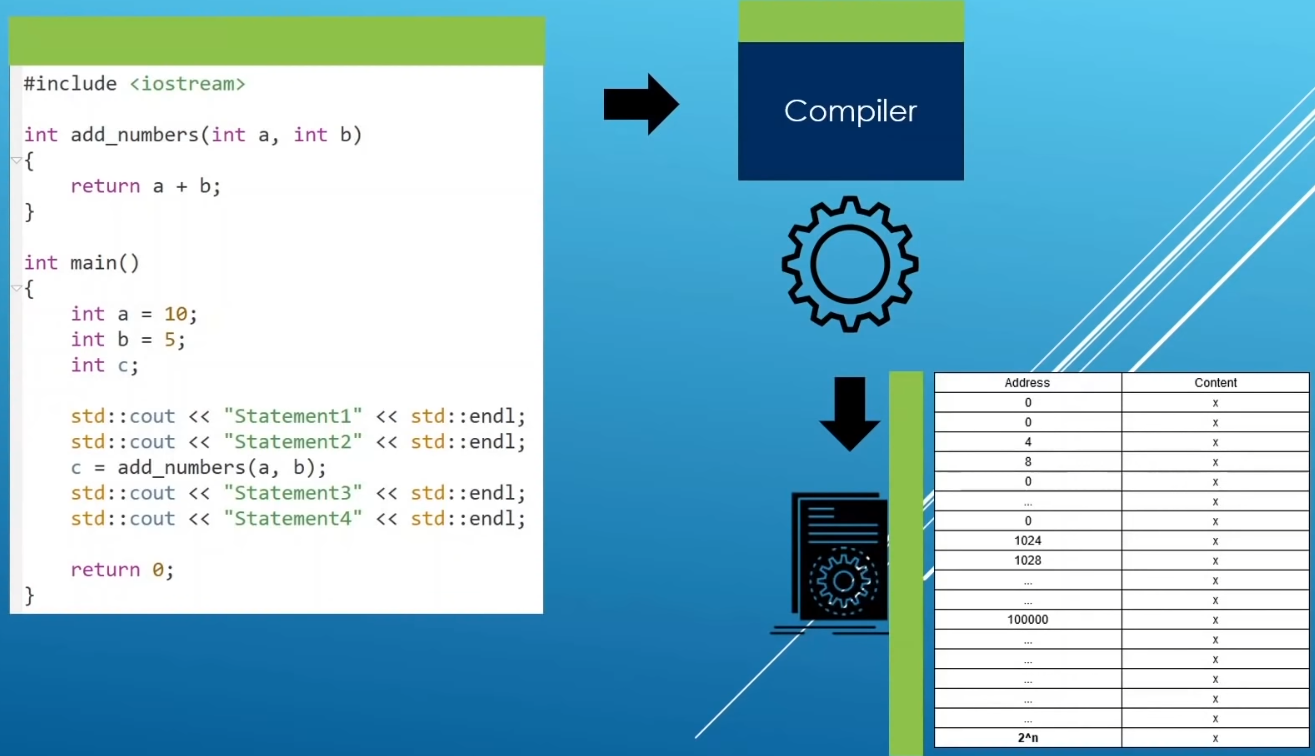 #include <iostream>
int add_numbers(int a, int b)
{
    return a + b;
}
int main()
{
    int a = 10;
    int b = 5;
    int c;
    std::cout << "Statement1" << std::endl;
    std::cout << "Statement2" << std::endl;
    c = add_numbers(a, b);
    std::cout << "Statement3" << std::endl;
    std::cout << "Statement4" << std::endl;
    return 0;
}
Compiler
Address Content
0 x
0 x
4 x
8 x
0 x
... x
0 x
1024 x
1028 x
... x
... x
100000 x
... x
... x
... x
... x
... x
2^n x